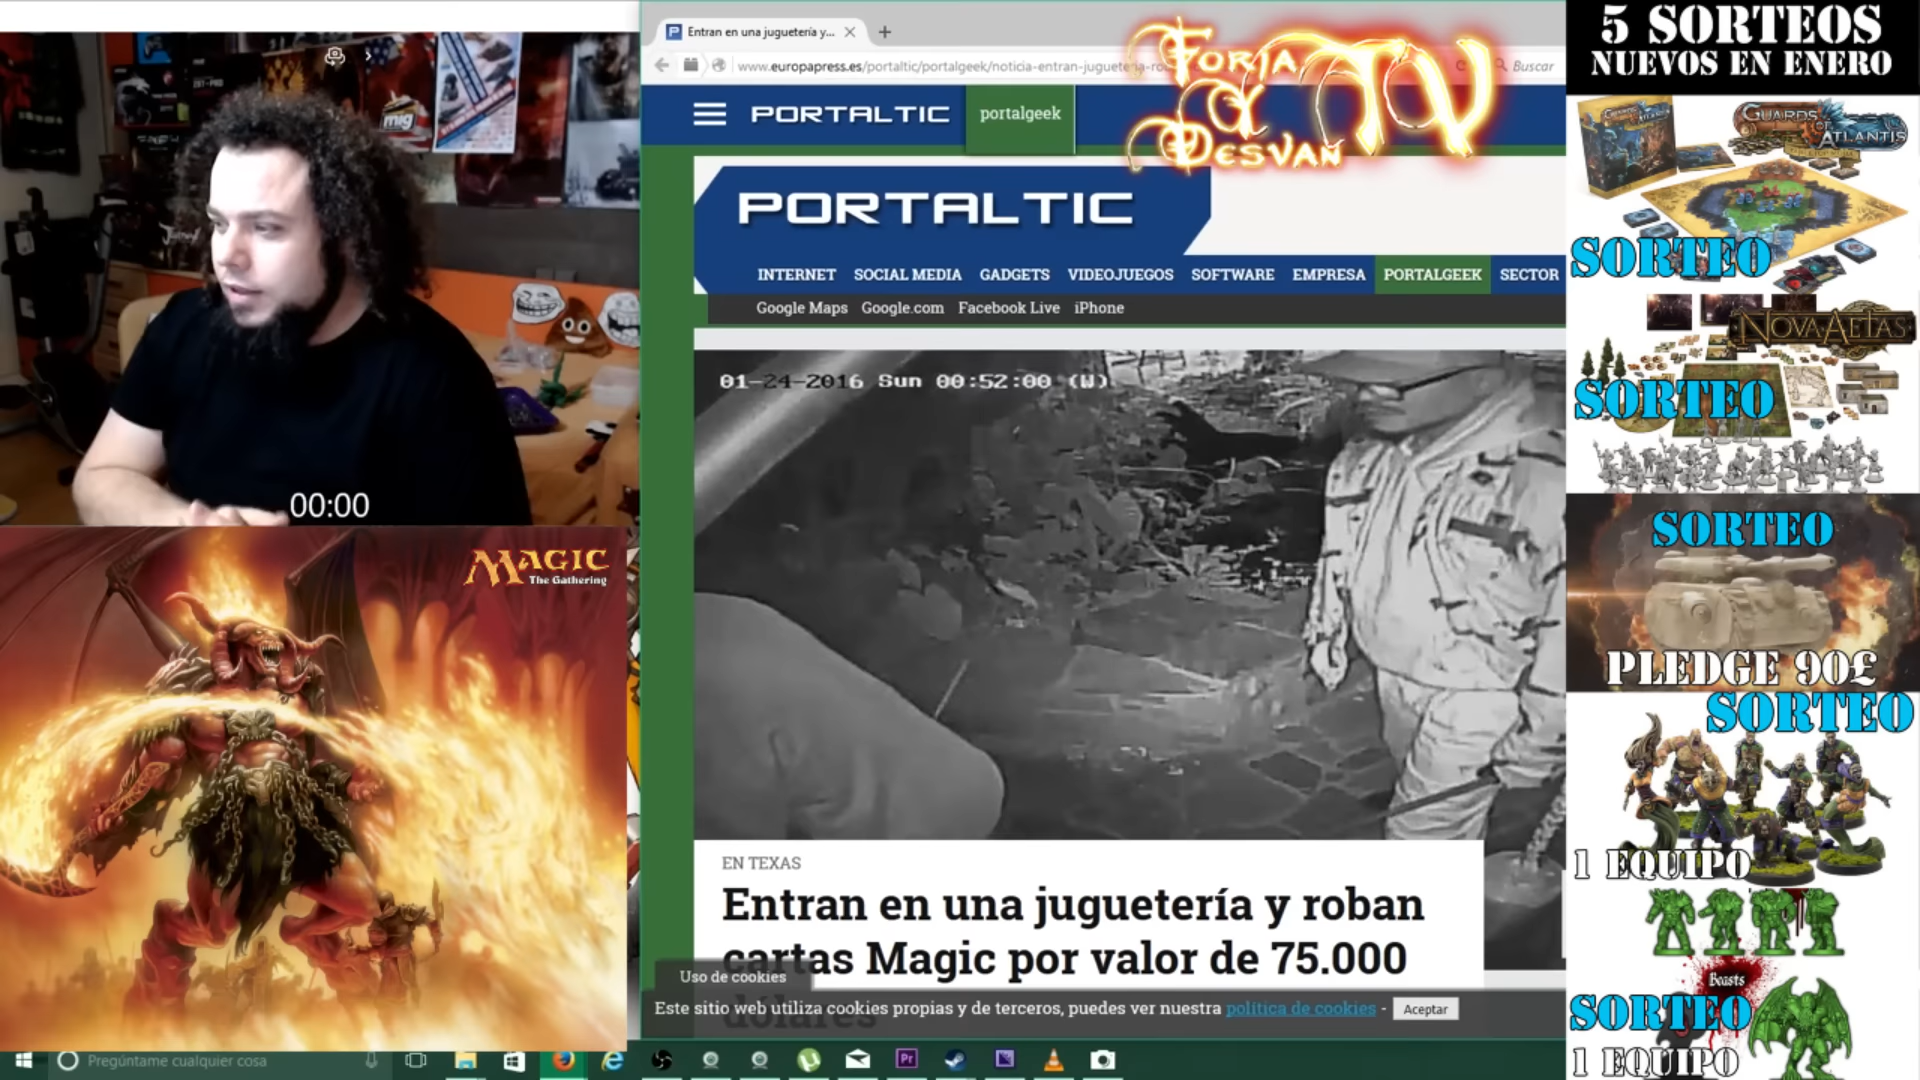 Entran en una juguetería y...
www.europapress.es/portaltic/portalgeek/noticia-entran-jugueteria-ro
Buscar
FORJA
Y
DESVAN
TV
PORTALTIC
portalgeek
PORTALTIC
INTERNET SOCIAL MEDIA GADGETS VIDEOJUEGOS SOFTWARE EMPRESA PORTALGEEK SECTOR
Google Maps Google.com Facebook Live iPhone
01-24-2016 Sun 00:52:00 (W)
EN TEXAS
Entran en una juguetería y roban
cartas Magic por valor de 75.000
dólares
Uso de cookies
Este sitio web utiliza cookies propias y de terceros, puedes ver nuestra política de cookies - Aceptar
mig
00:00
MAGIC
The Gathering
Pregúntame cualquier cosa
Pr
5 SORTEOS
NUEVOS EN ENERO
GUARDS
OF
ATLANTIS
SORTEO
NOVA AETAS
SORTEO
SORTEO
PLEDGE 90£
SORTEO
1 EQUIPO
Beasts
SORTEO
1 EQUIPO